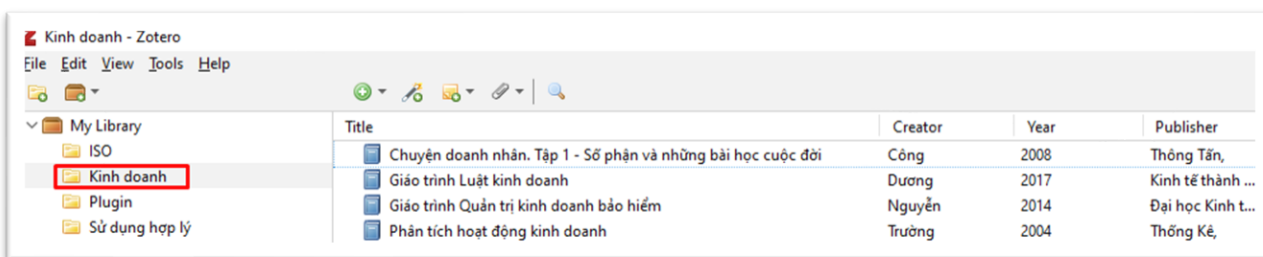 Kinh doanh - Zotero
File Edit View Tools Help
My Library
Title Creator Year Publisher
ISO
Chuyện doanh nhân. Tập 1 - Số phận và những bài học cuộc đời Công 2008 Thông Tấn,
Kinh doanh
Giáo trình Luật kinh doanh Dương 2017 Kinh tế thành ...
Plugin
Giáo trình Quản trị kinh doanh bảo hiểm Nguyễn 2014 Đại học Kinh t...
Sử dụng hợp lý
Phân tích hoạt động kinh doanh Trường 2004 Thống Kê,